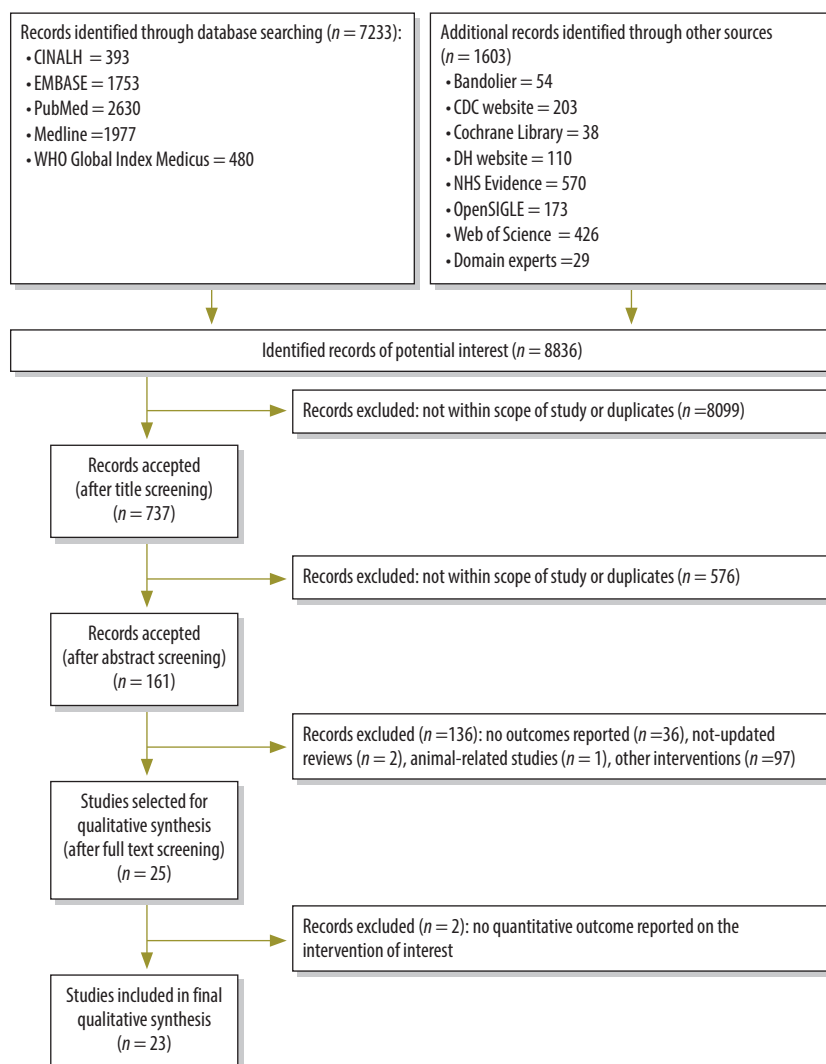 Records identified through database searching (n = 7233):
• CINALH = 393
• EMBASE = 1753
• PubMed = 2630
• Medline =1977
• WHO Global Index Medicus = 480
Additional records identified through other sources
(n = 1603)
• Bandolier = 54
• CDC website = 203
• Cochrane Library = 38
• DH website = 110
• NHS Evidence = 570
• OpenSIGLE = 173
• Web of Science = 426
• Domain experts =29
Identified records of potential interest (n = 8836)
Records excluded: not within scope of study or duplicates (n =8099)
Records accepted
(after title screening)
(n = 737)
Records excluded: not within scope of study or duplicates (n = 576)
Records accepted
(after abstract screening)
(n = 161)
Records excluded (n =136): no outcomes reported (n =36), not-updated
reviews (n = 2), animal-related studies (n = 1), other interventions (n =97)
Studies selected for
qualitative synthesis
(after full text screening)
(n = 25)
Records excluded (n = 2): no quantitative outcome reported on the
intervention of interest
Studies included in final
qualitative synthesis
(n = 23)